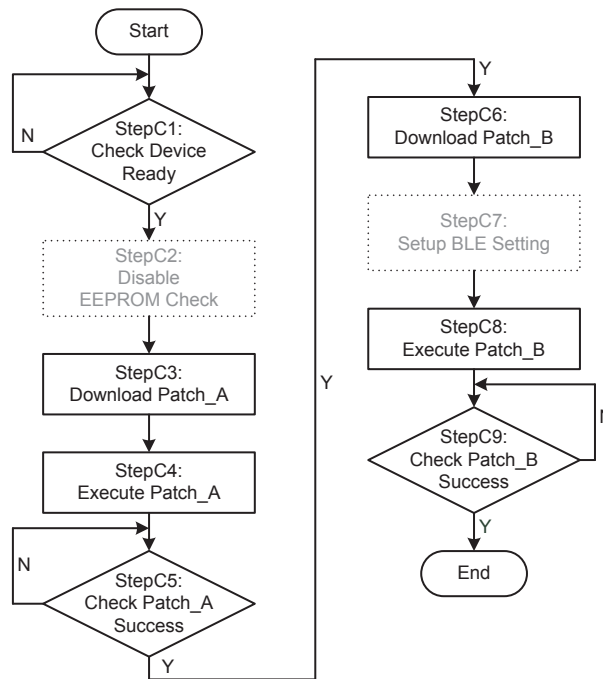 Start
N
StepC1:
Check Device
Ready
Y
StepC2:
Disable
EEPROM Check
StepC3:
Download Patch_A
StepC4:
Execute Patch_A
N
StepC5:
Check Patch_A
Success
Y
Y
Y
StepC6:
Download Patch_B
StepC7:
Setup BLE Setting
StepC8:
Execute Patch_B
N
StepC9:
Check Patch_B
Success
Y
End